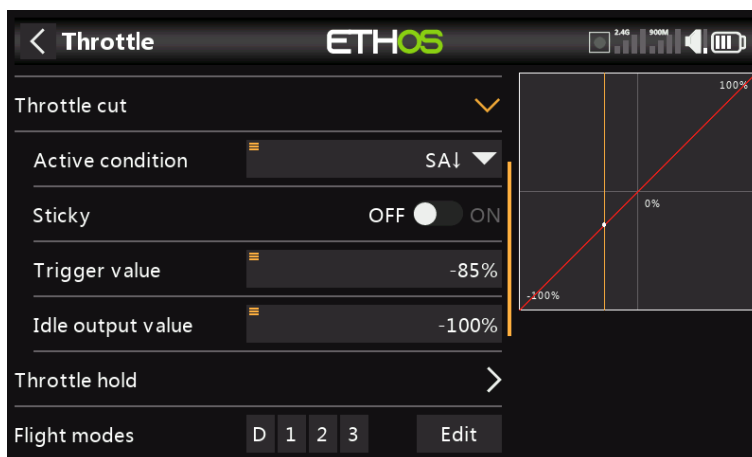 Throttle ETHOS 2.4G 900M
Throttle cut
Active condition SA↓
Sticky OFF ON
Trigger value -85%
Idle output value -100%
Throttle hold
Flight modes D 1 2 3 Edit
100%
0%
-100%